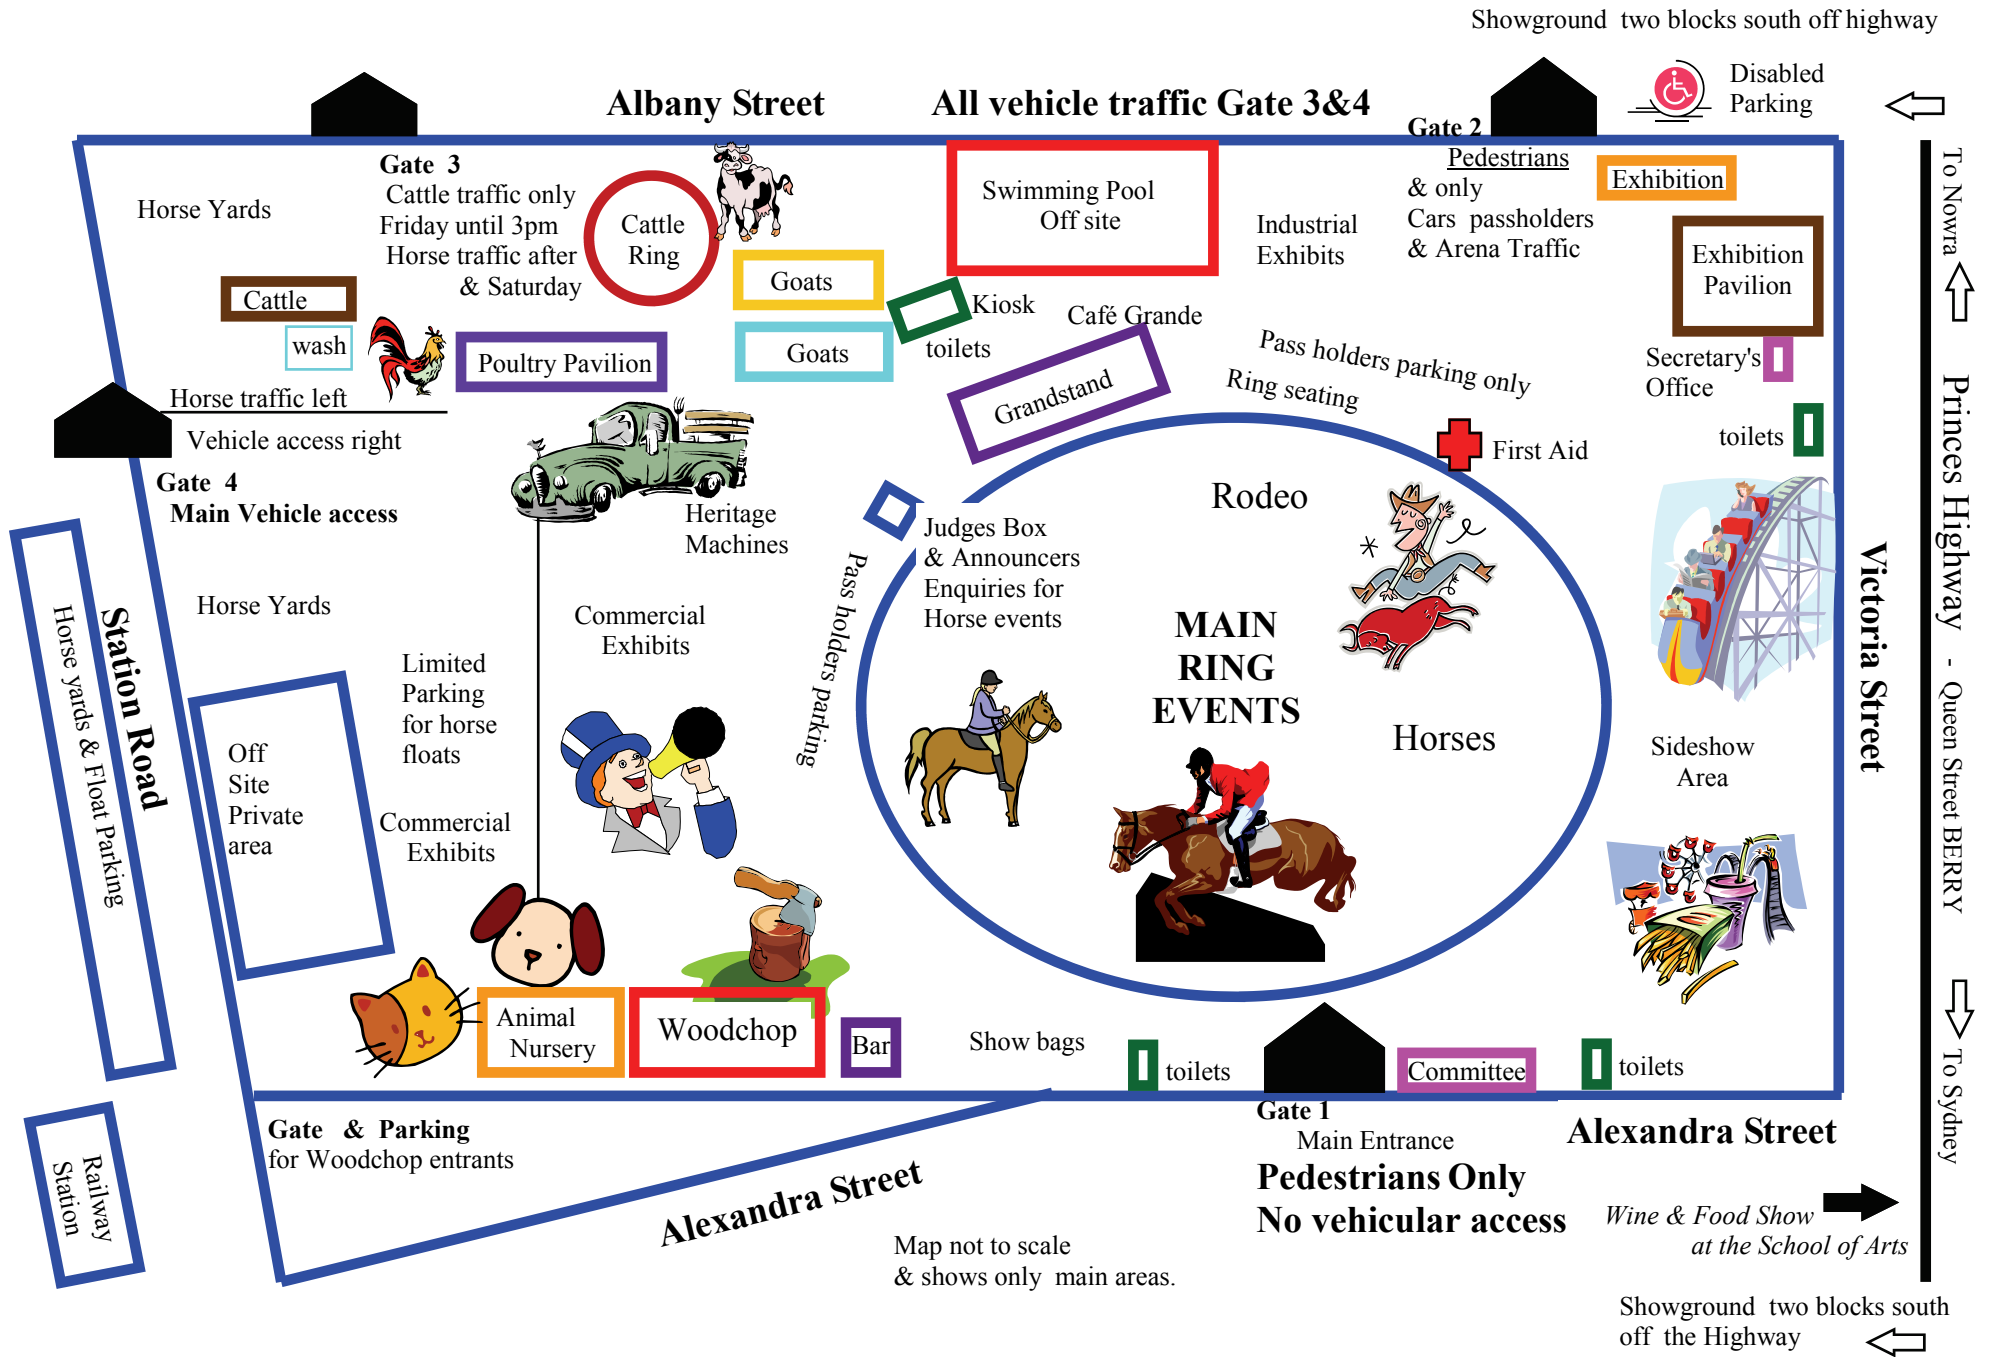 Showground two blocks south off highway
Disabled
Parking
Albany Street
All vehicle traffic Gate 3&4
Gate 2
Pedestrians
& only
Cars passholders
& Arena Traffic
Exhibition
Gate 3
Cattle traffic only
Friday until 3pm
Horse traffic after
& Saturday
Horse Yards
Cattle
Ring
Swimming Pool
Off site
Industrial
Exhibits
Exhibition
Pavilion
To Nowra
Cattle
wash
Goats
Goats
Kiosk
toilets
Café Grande
Grandstand
Pass holders parking only
Ring seating
Secretary's
Office
toilets
Poultry Pavilion
Horse traffic left
Vehicle access right
Gate 4
Main Vehicle access
First Aid
Rodeo
Heritage
Machines
Judges Box
& Announcers
Enquiries for
Horse events
Pass holders parking
MAIN
RING
EVENTS
Horses
Horse Yards
Commercial
Exhibits
Limited
Parking
for horse
floats
Station Road
Horse yards & Float Parking
Off
Site
Private
area
Commercial
Exhibits
Sideshow
Area
Victoria Street
Princes Highway - Queen Street BERRY
Animal
Nursery
Woodchop
Bar
Show bags
toilets
Committee
toilets
To Sydney
Gate & Parking
for Woodchop entrants
Gate 1
Main Entrance
Pedestrians Only
No vehicular access
Alexandra Street
Alexandra Street
Railway
Station
Wine & Food Show
at the School of Arts
Map not to scale
& shows only main areas.
Showground two blocks south
off the Highway